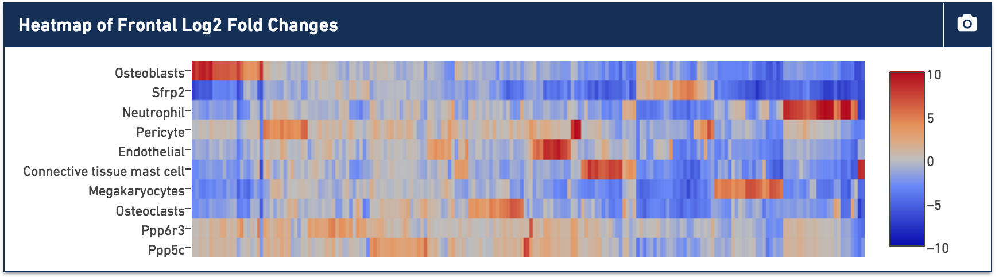 Heatmap of Frontal Log2 Fold Changes
Osteoblasts
Sfrp2
Neutrophil
Pericyte
Endothelial
Connective tissue mast cell
Megakaryocytes
Osteoclasts
Ppp6r3
Ppp5c
10
5
0
−5
−10